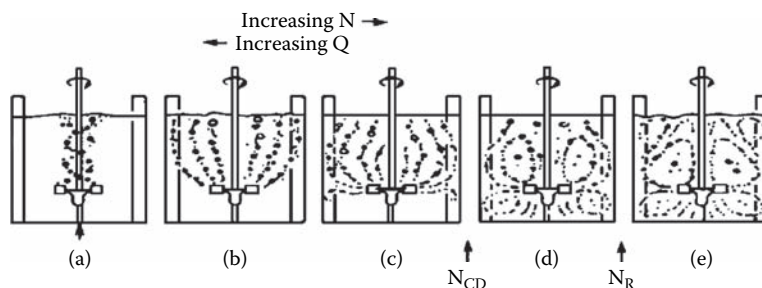 Increasing N →
← Increasing Q
(a) (b) (c) (d) (e)
N_CD N_R